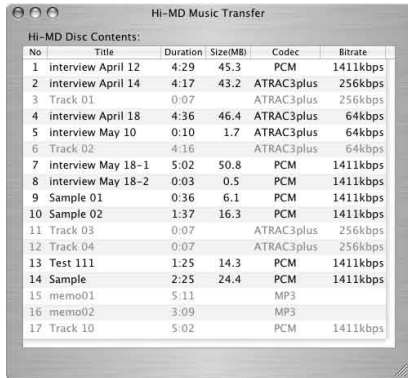 Hi-MD Music Transfer
Hi-MD Disc Contents:
No Title Duration Size(MB) Codec Bitrate
1 interview April 12 4:29 45.3 PCM 1411kbps
2 interview April 14 4:17 43.2 ATRAC3plus 256kbps
3 Track 01 0:07 ATRAC3plus 256kbps
4 interview April 18 4:36 46.4 ATRAC3plus 64kbps
5 interview May 10 0:10 1.7 ATRAC3plus 64kbps
6 Track 02 4:16 ATRAC3plus 64kbps
7 interview May 18-1 5:02 50.8 PCM 1411kbps
8 interview May 18-2 0:03 0.5 PCM 1411kbps
9 Sample 01 0:36 6.1 PCM 1411kbps
10 Sample 02 1:37 16.3 PCM 1411kbps
11 Track 03 0:07 ATRAC3plus 256kbps
12 Track 04 0:07 ATRAC3plus 256kbps
13 Test 111 1:25 14.3 PCM 1411kbps
14 Sample 2:25 24.4 PCM 1411kbps
15 memo01 5:11 MP3
16 memo02 3:09 MP3
17 Track 10 5:02 PCM 1411kbps